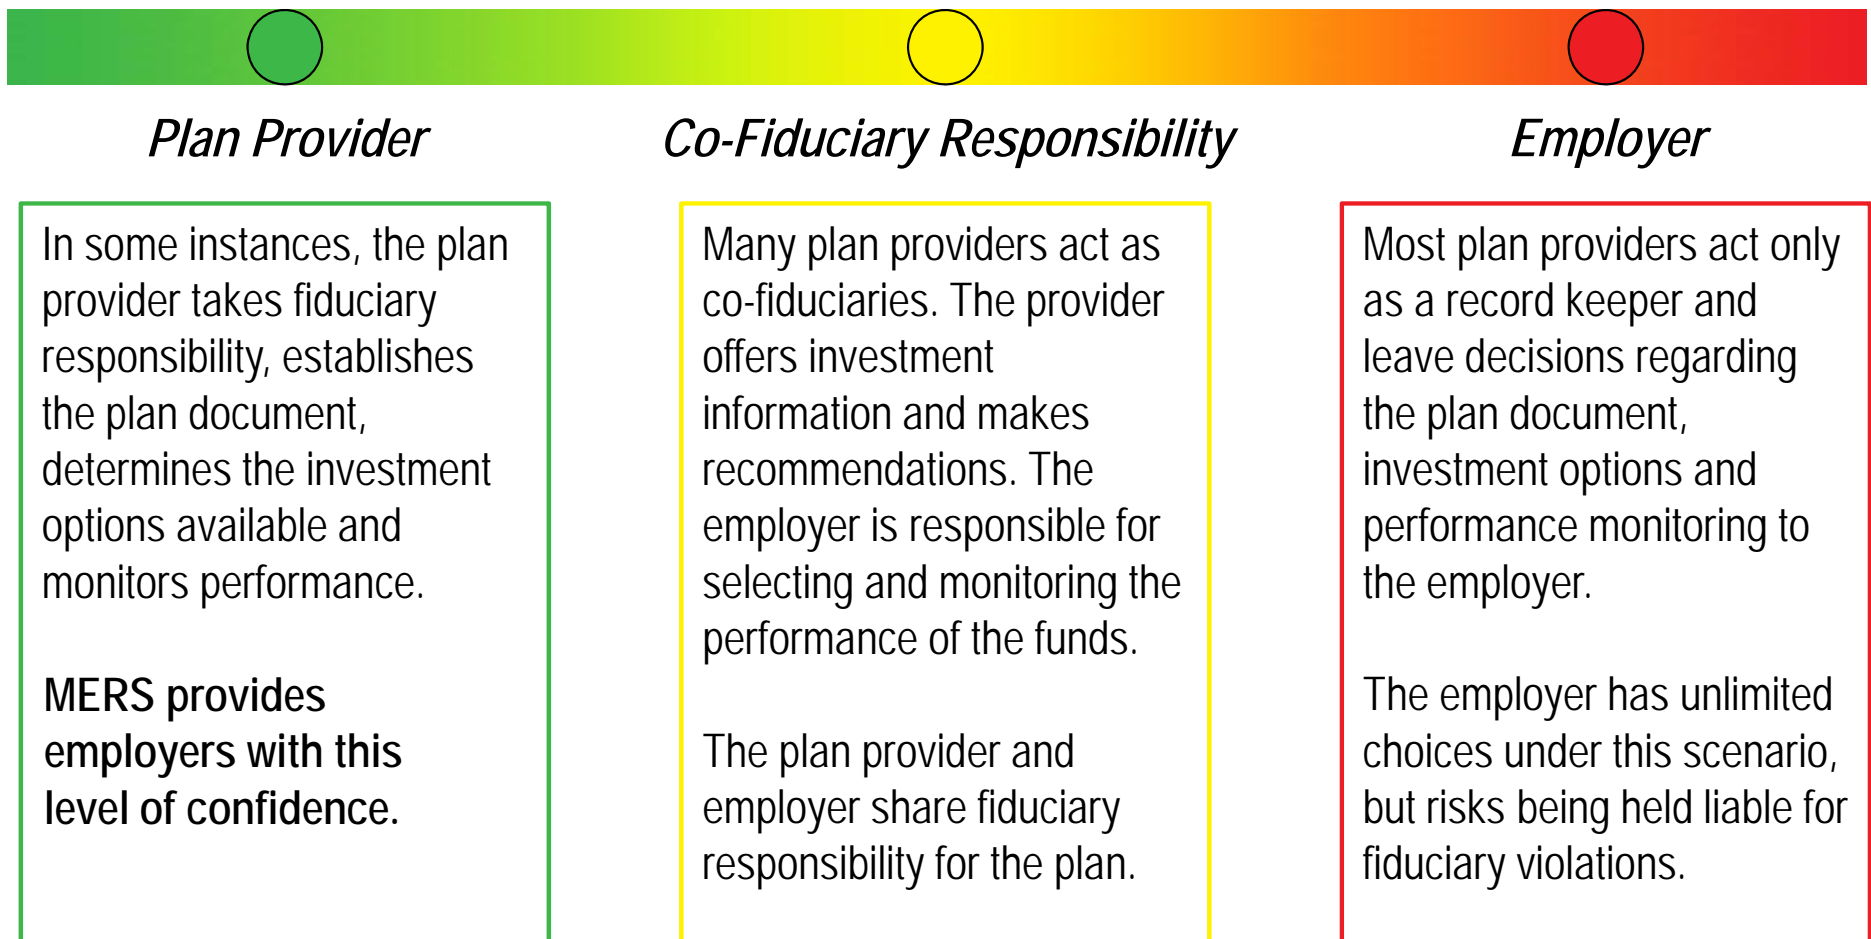 Plan Provider
In some instances, the plan
provider takes fiduciary
responsibility, establishes
the plan document,
determines the investment
options available and
monitors performance.
MERS provides
employers with this
level of confidence.
Co-Fiduciary Responsibility
Many plan providers act as
co-fiduciaries. The provider
offers investment
information and makes
recommendations. The
employer is responsible for
selecting and monitoring the
performance of the funds.
The plan provider and
employer share fiduciary
responsibility for the plan.
Employer
Most plan providers act only
as a record keeper and
leave decisions regarding
the plan document,
investment options and
performance monitoring to
the employer.
The employer has unlimited
choices under this scenario,
but risks being held liable for
fiduciary violations.